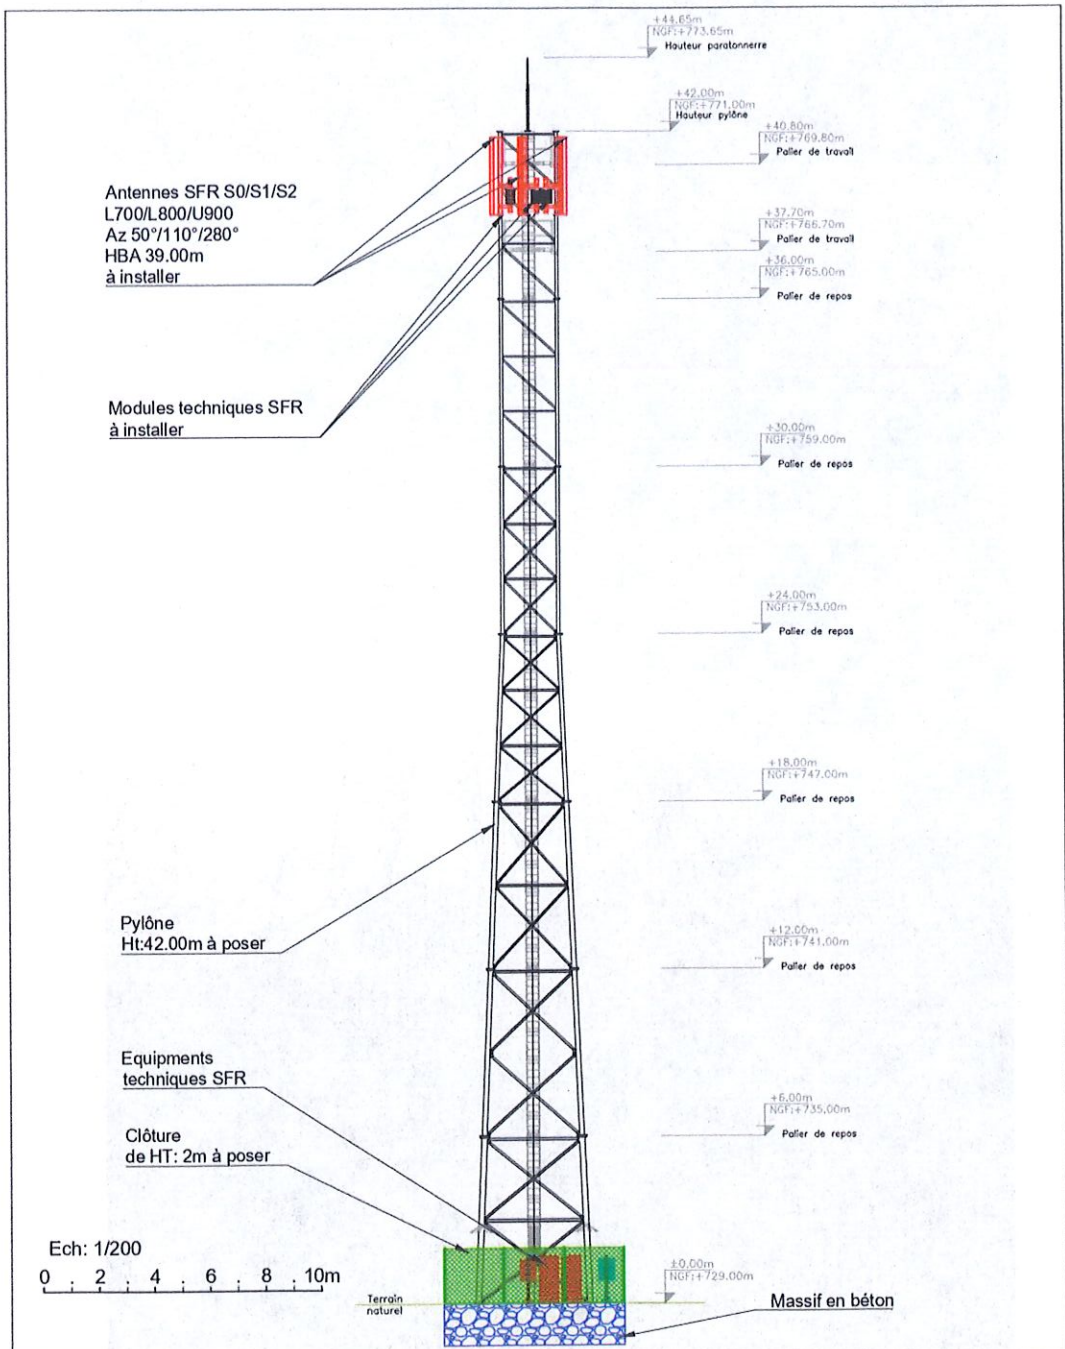 +44.65m
NGF:+773.65m
Hauteur paratonnerre
+42.00m
NGF:+771.00m
Hauteur pylône
+40.80m
NGF:+769.80m
Palier de travail
Antennes SFR S0/S1/S2
L700/L800/U900
Az 50°/110°/280°
HBA 39.00m
à installer
+37.70m
NGF:+766.70m
Palier de travail
+36.00m
NGF:+765.00m
Palier de repos
Modules techniques SFR
à installer
+30.00m
NGF:+759.00m
Palier de repos
+24.00m
NGF:+753.00m
Palier de repos
+18.00m
NGF:+747.00m
Palier de repos
Pylône
Ht:42.00m à poser
+12.00m
NGF:+741.00m
Palier de repos
Equipments
techniques SFR
+6.00m
NGF:+735.00m
Palier de repos
Clôture
de HT: 2m à poser
Ech: 1/200
0 2 4 6 8 10m
±0.00m
NGF:+729.00m
Terrain
naturel
Massif en béton